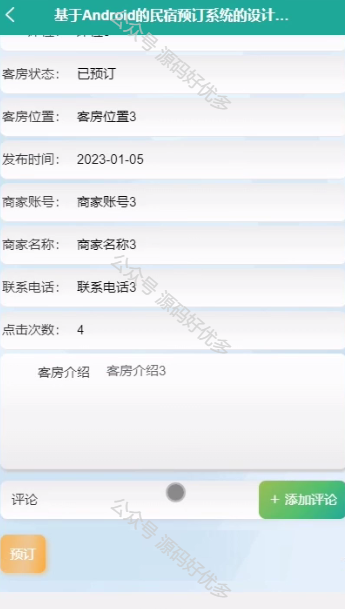 基于Android的民宿预订系统的设计...
客房状态： 已预订
客房位置： 客房位置3
发布时间： 2023-01-05
商家账号： 商家账号3
商家名称： 商家名称3
联系电话： 联系电话3
点击次数： 4
客房介绍 客房介绍3
评论
+ 添加评论
预订
公众号 源码好优多
公众号 源码好优多
公众号 源码好优多